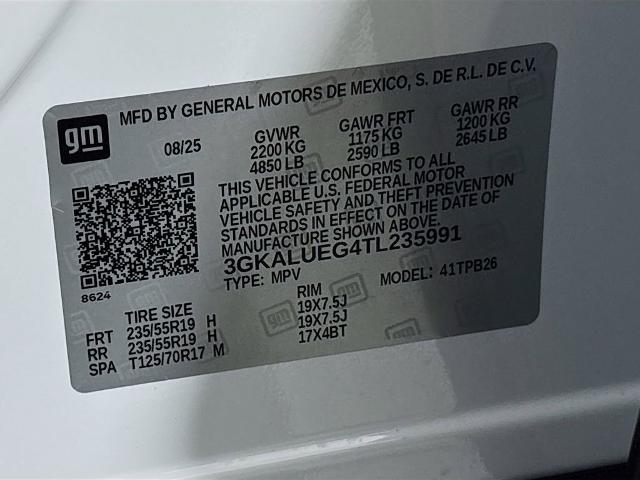 gm
MFD BY GENERAL MOTORS DE MEXICO, S. DE R.L. DE C.V.
08/25 GVWR GAWR FRT GAWR RR
2200 KG 1175 KG 1200 KG
4850 LB 2590 LB 2645 LB
THIS VEHICLE CONFORMS TO ALL
APPLICABLE U.S. FEDERAL MOTOR
VEHICLE SAFETY AND THEFT PREVENTION
STANDARDS IN EFFECT ON THE DATE OF
MANUFACTURE SHOWN ABOVE.
3GKALUEG4TL235991
TYPE: MPV MODEL: 41TPB26
8624
TIRE SIZE RIM
FRT 235/55R19 H 19X7.5J
RR 235/55R19 H 19X7.5J
SPA T125/70R17 M 17X4BT